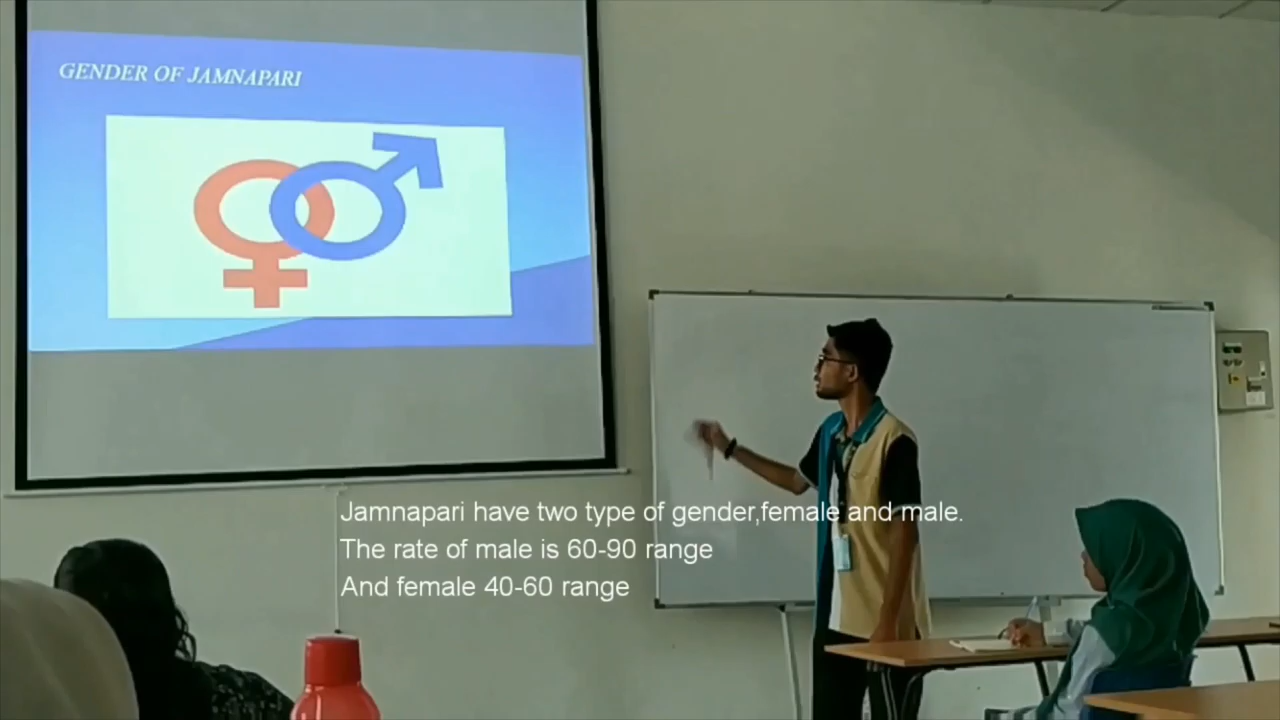 GENDER OF JAMNAPARI
Jamnapari have two type of gender,female and male.
The rate of male is 60-90 range
And female 40-60 range